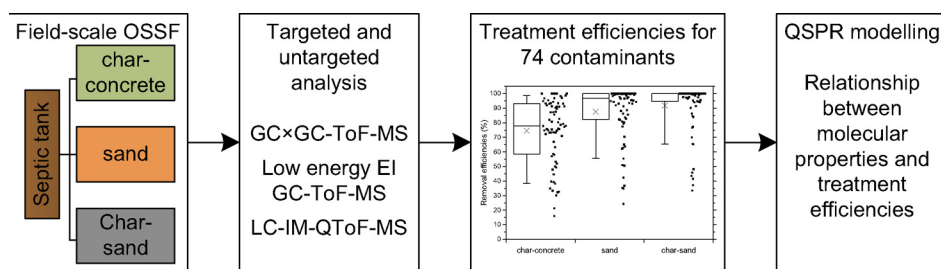 Field-scale OSSF
Septic tank
char-
concrete
sand
Char-
sand
Targeted and
untargeted
analysis
GC×GC-ToF-MS
Low energy EI
GC-ToF-MS
LC-IM-QToF-MS
Treatment efficiencies for
74 contaminants
Removal efficiencies (%)
100
90
80
70
60
50
40
30
20
10
0
char-concrete
sand
char-sand
QSPR modelling
Relationship
between
molecular
properties and
treatment
efficiencies